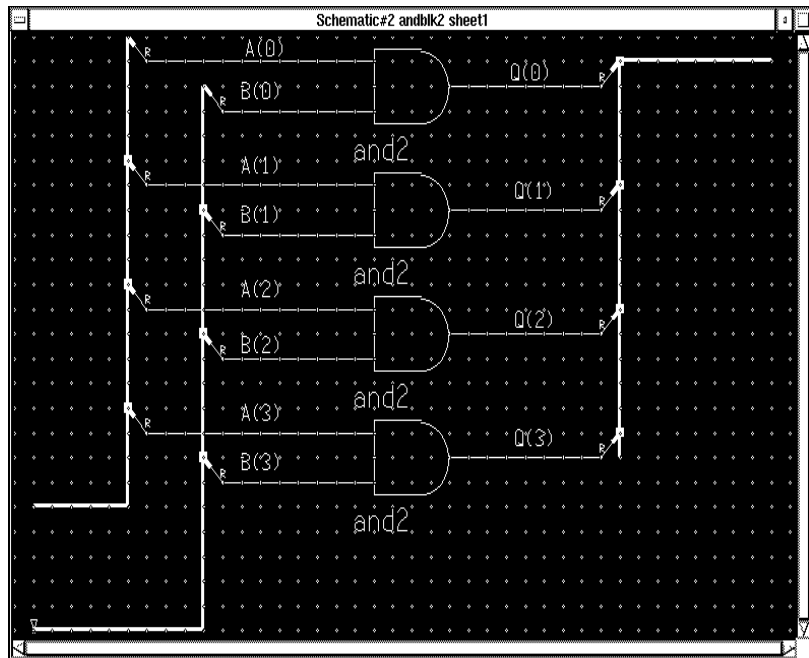 Schematic#2 andblk2 sheet1
R A(0)
R B(0) Q(0) R
and2
R A(1)
R B(1) Q(1) R
and2
R A(2)
R B(2) Q(2) R
and2
R A(3)
R B(3) Q(3) R
and2